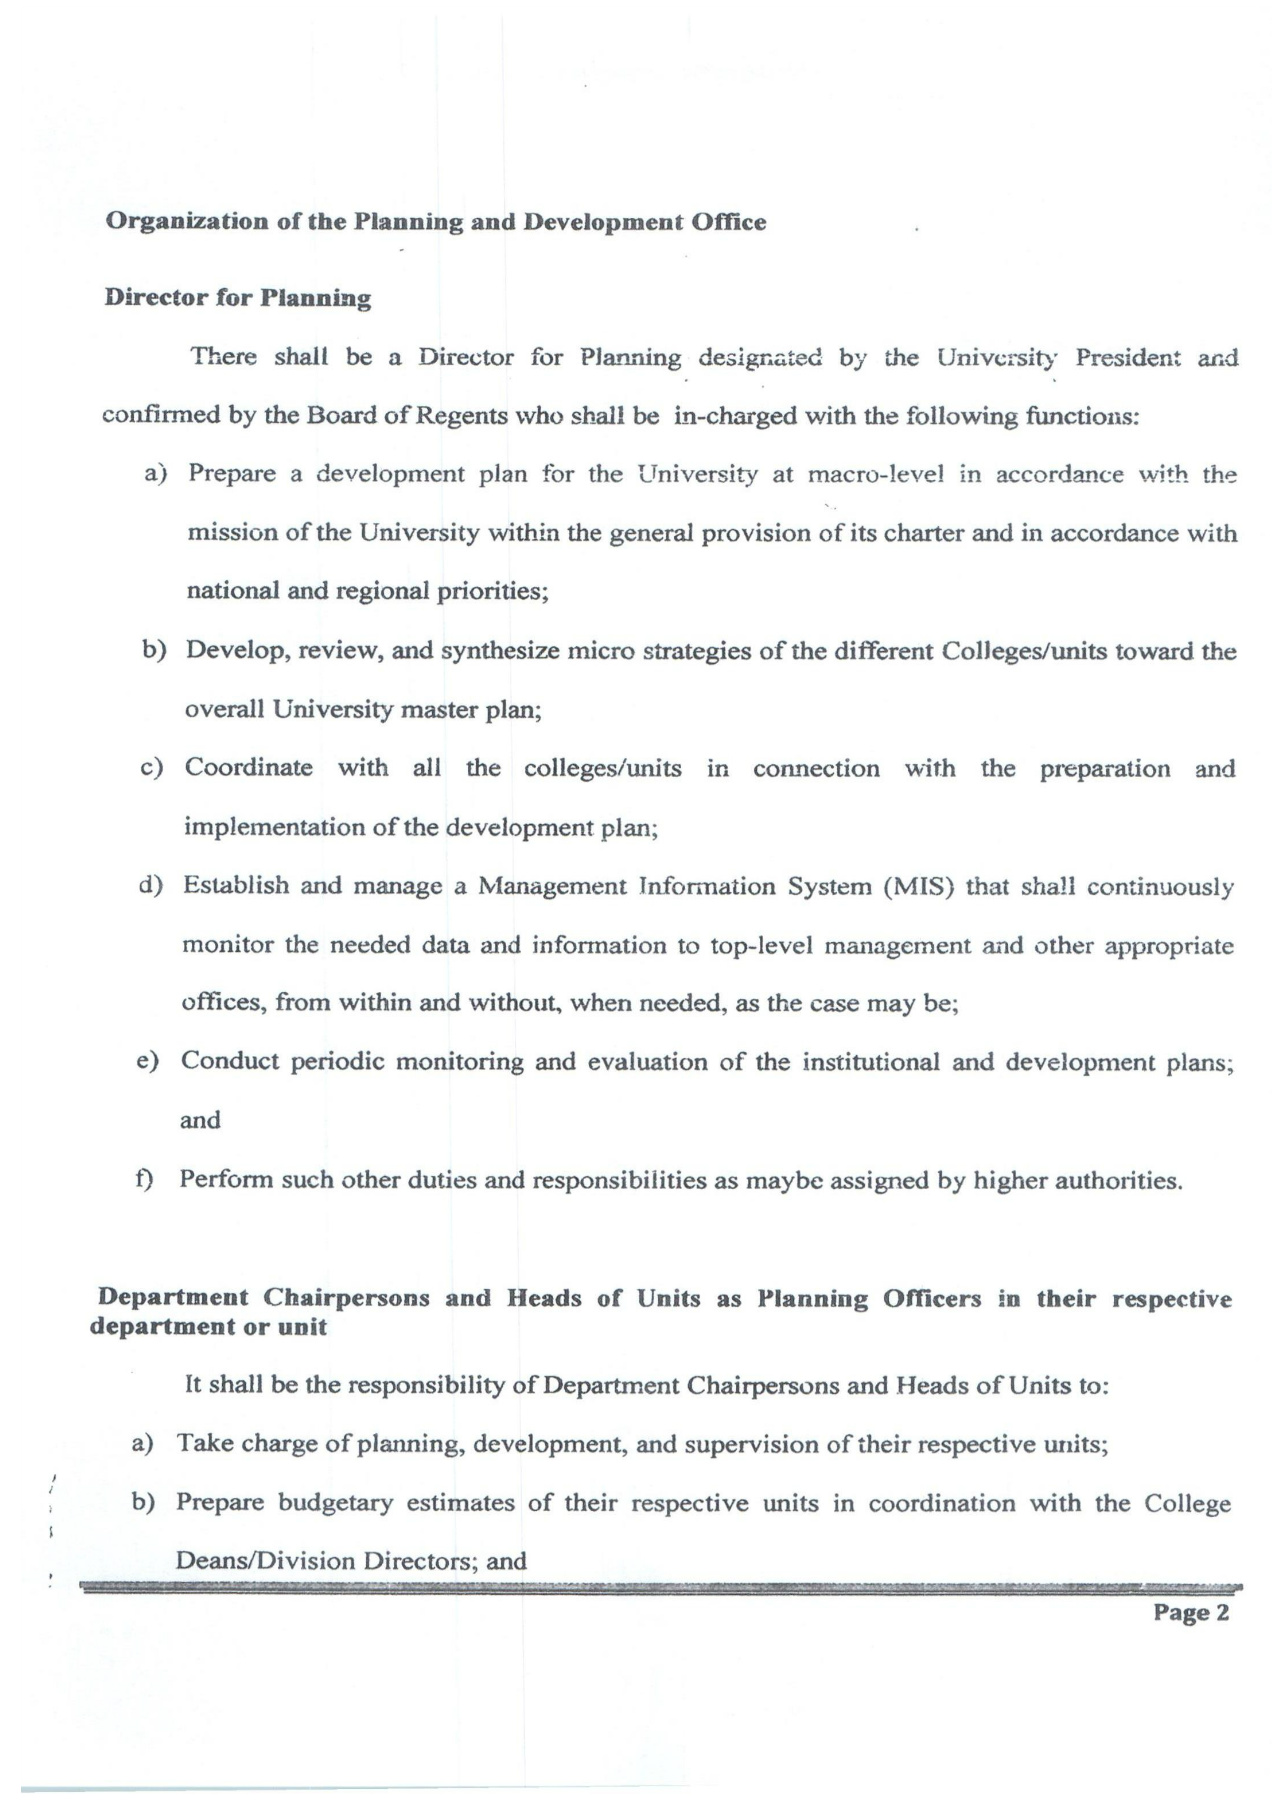 Organization of the Planning and Development Office
Director for Planning
There shall be a Director for Planning designated by the University President and
confirmed by the Board of Regents who shall be in-charged with the following functions:
a) Prepare a development plan for the University at macro-level in accordance with the
mission of the University within the general provision of its charter and in accordance with
national and regional priorities;
b) Develop, review, and synthesize micro strategies of the different Colleges/units toward the
overall University master plan;
c) Coordinate with all the colleges/units in connection with the preparation and
implementation of the development plan;
d) Establish and manage a Management Information System (MIS) that shall continuously
monitor the needed data and information to top-level management and other appropriate
offices, from within and without, when needed, as the case may be;
e) Conduct periodic monitoring and evaluation of the institutional and development plans;
and
f) Perform such other duties and responsibilities as maybe assigned by higher authorities.
Department Chairpersons and Heads of Units as Planning Officers in their respective
department or unit
It shall be the responsibility of Department Chairpersons and Heads of Units to:
a) Take charge of planning, development, and supervision of their respective units;
b) Prepare budgetary estimates of their respective units in coordination with the College
Deans/Division Directors; and
Page 2